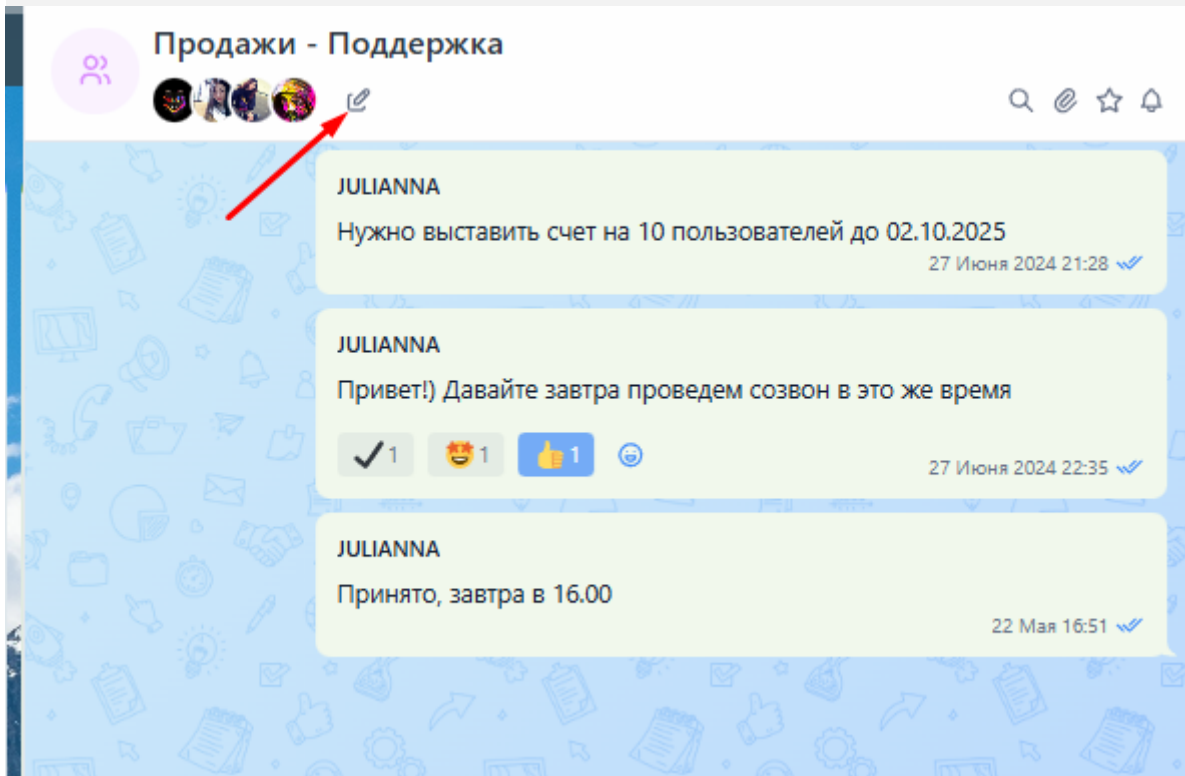 Продажи - Поддержка
JULIANNA
Нужно выставить счет на 10 пользователей до 02.10.2025
27 Июня 2024 21:28
JULIANNA
Привет!) Давайте завтра проведем созвон в это же время
1 1 1
27 Июня 2024 22:35
JULIANNA
Принято, завтра в 16.00
22 Мая 16:51